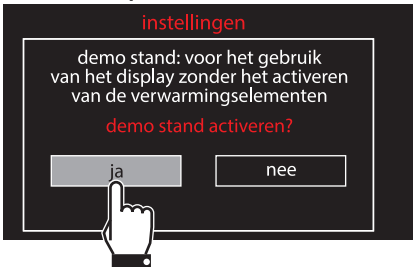 instellingen
demo stand: voor het gebruik
van het display zonder het activeren
van de verwarmingselementen
demo stand activeren?
ja
nee